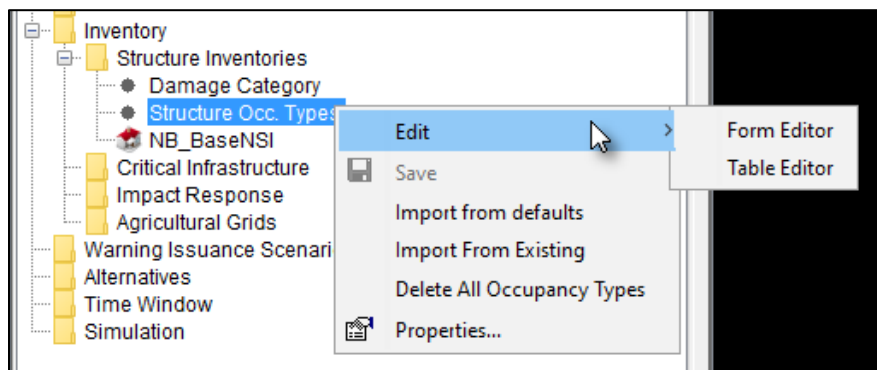 Inventory
Structure Inventories
Damage Category
Structure Occ. Types
NB_BaseNSI
Critical Infrastructure
Impact Response
Agricultural Grids
Warning Issuance Scenari
Alternatives
Time Window
Simulation
Edit
Save
Import from defaults
Import From Existing
Delete All Occupancy Types
Properties...
Form Editor
Table Editor